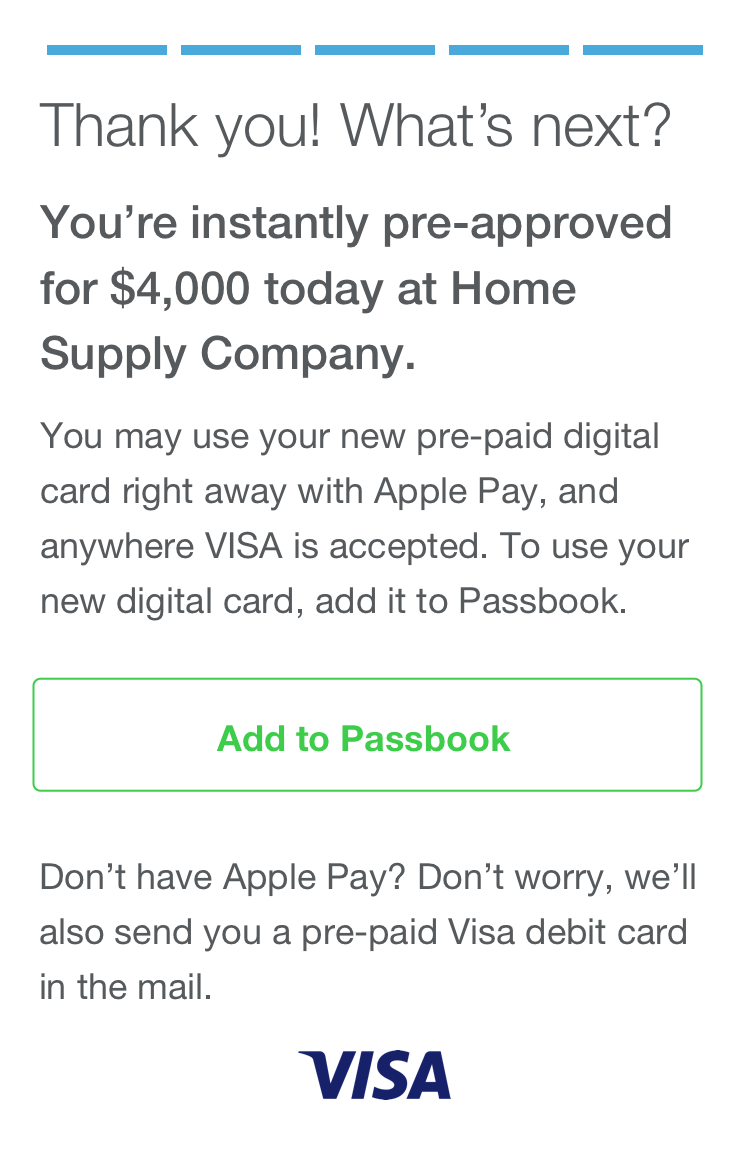 Thank you! What’s next?
You’re instantly pre-approved
for $4,000 today at Home
Supply Company.
You may use your new pre-paid digital
card right away with Apple Pay, and
anywhere VISA is accepted. To use your
new digital card, add it to Passbook.
Add to Passbook
Don’t have Apple Pay? Don’t worry, we’ll
also send you a pre-paid Visa debit card
in the mail.
VISA